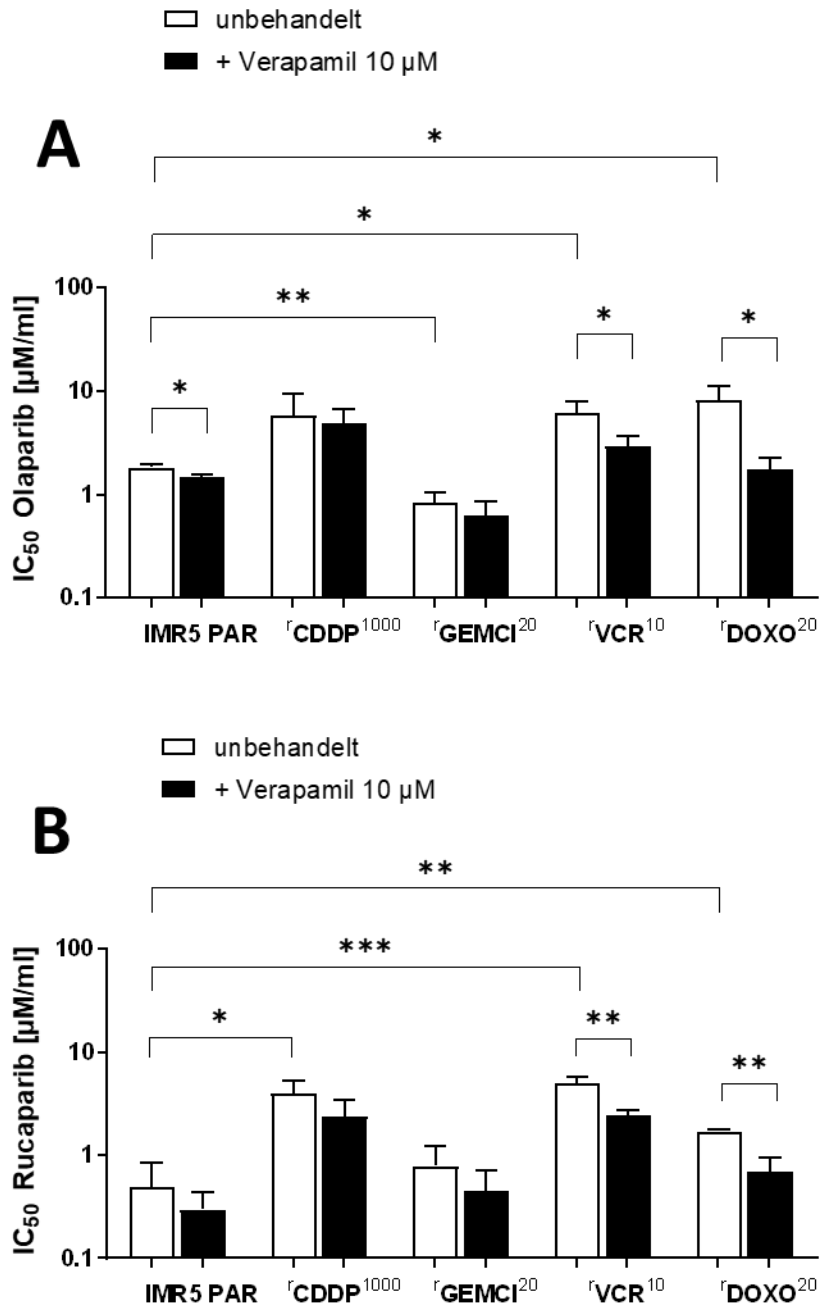 unbehandelt
+ Verapamil 10 µM
A
*
*
**
*
*
*
100
10
1
0.1
IC50 Olaparib [µM/ml]
IMR5 PAR rCDDP1000 rGEMCI20 rVCR10 rDOXO20
unbehandelt
+ Verapamil 10 µM
B
**
***
*
**
**
100
10
1
0.1
IC50 Rucaparib [µM/ml]
IMR5 PAR rCDDP1000 rGEMCI20 rVCR10 rDOXO20